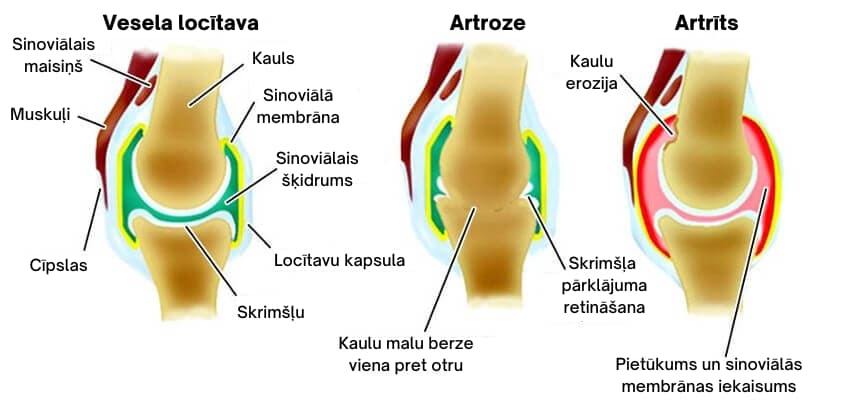 Vesela locītava
Sinoviālais
maisiņš
Kauls
Muskuļi
Sinoviālā
membrāna
Sinoviālais
šķidrums
Cīpslas
Locītavu kapsula
Skrimšļu
Artroze
Skrimšļa
pārklājuma
retināšana
Kaulu malu berze
viena pret otru
Artrīts
Kaulu
erozija
Pietūkums un sinoviālās
membrānas iekaisums